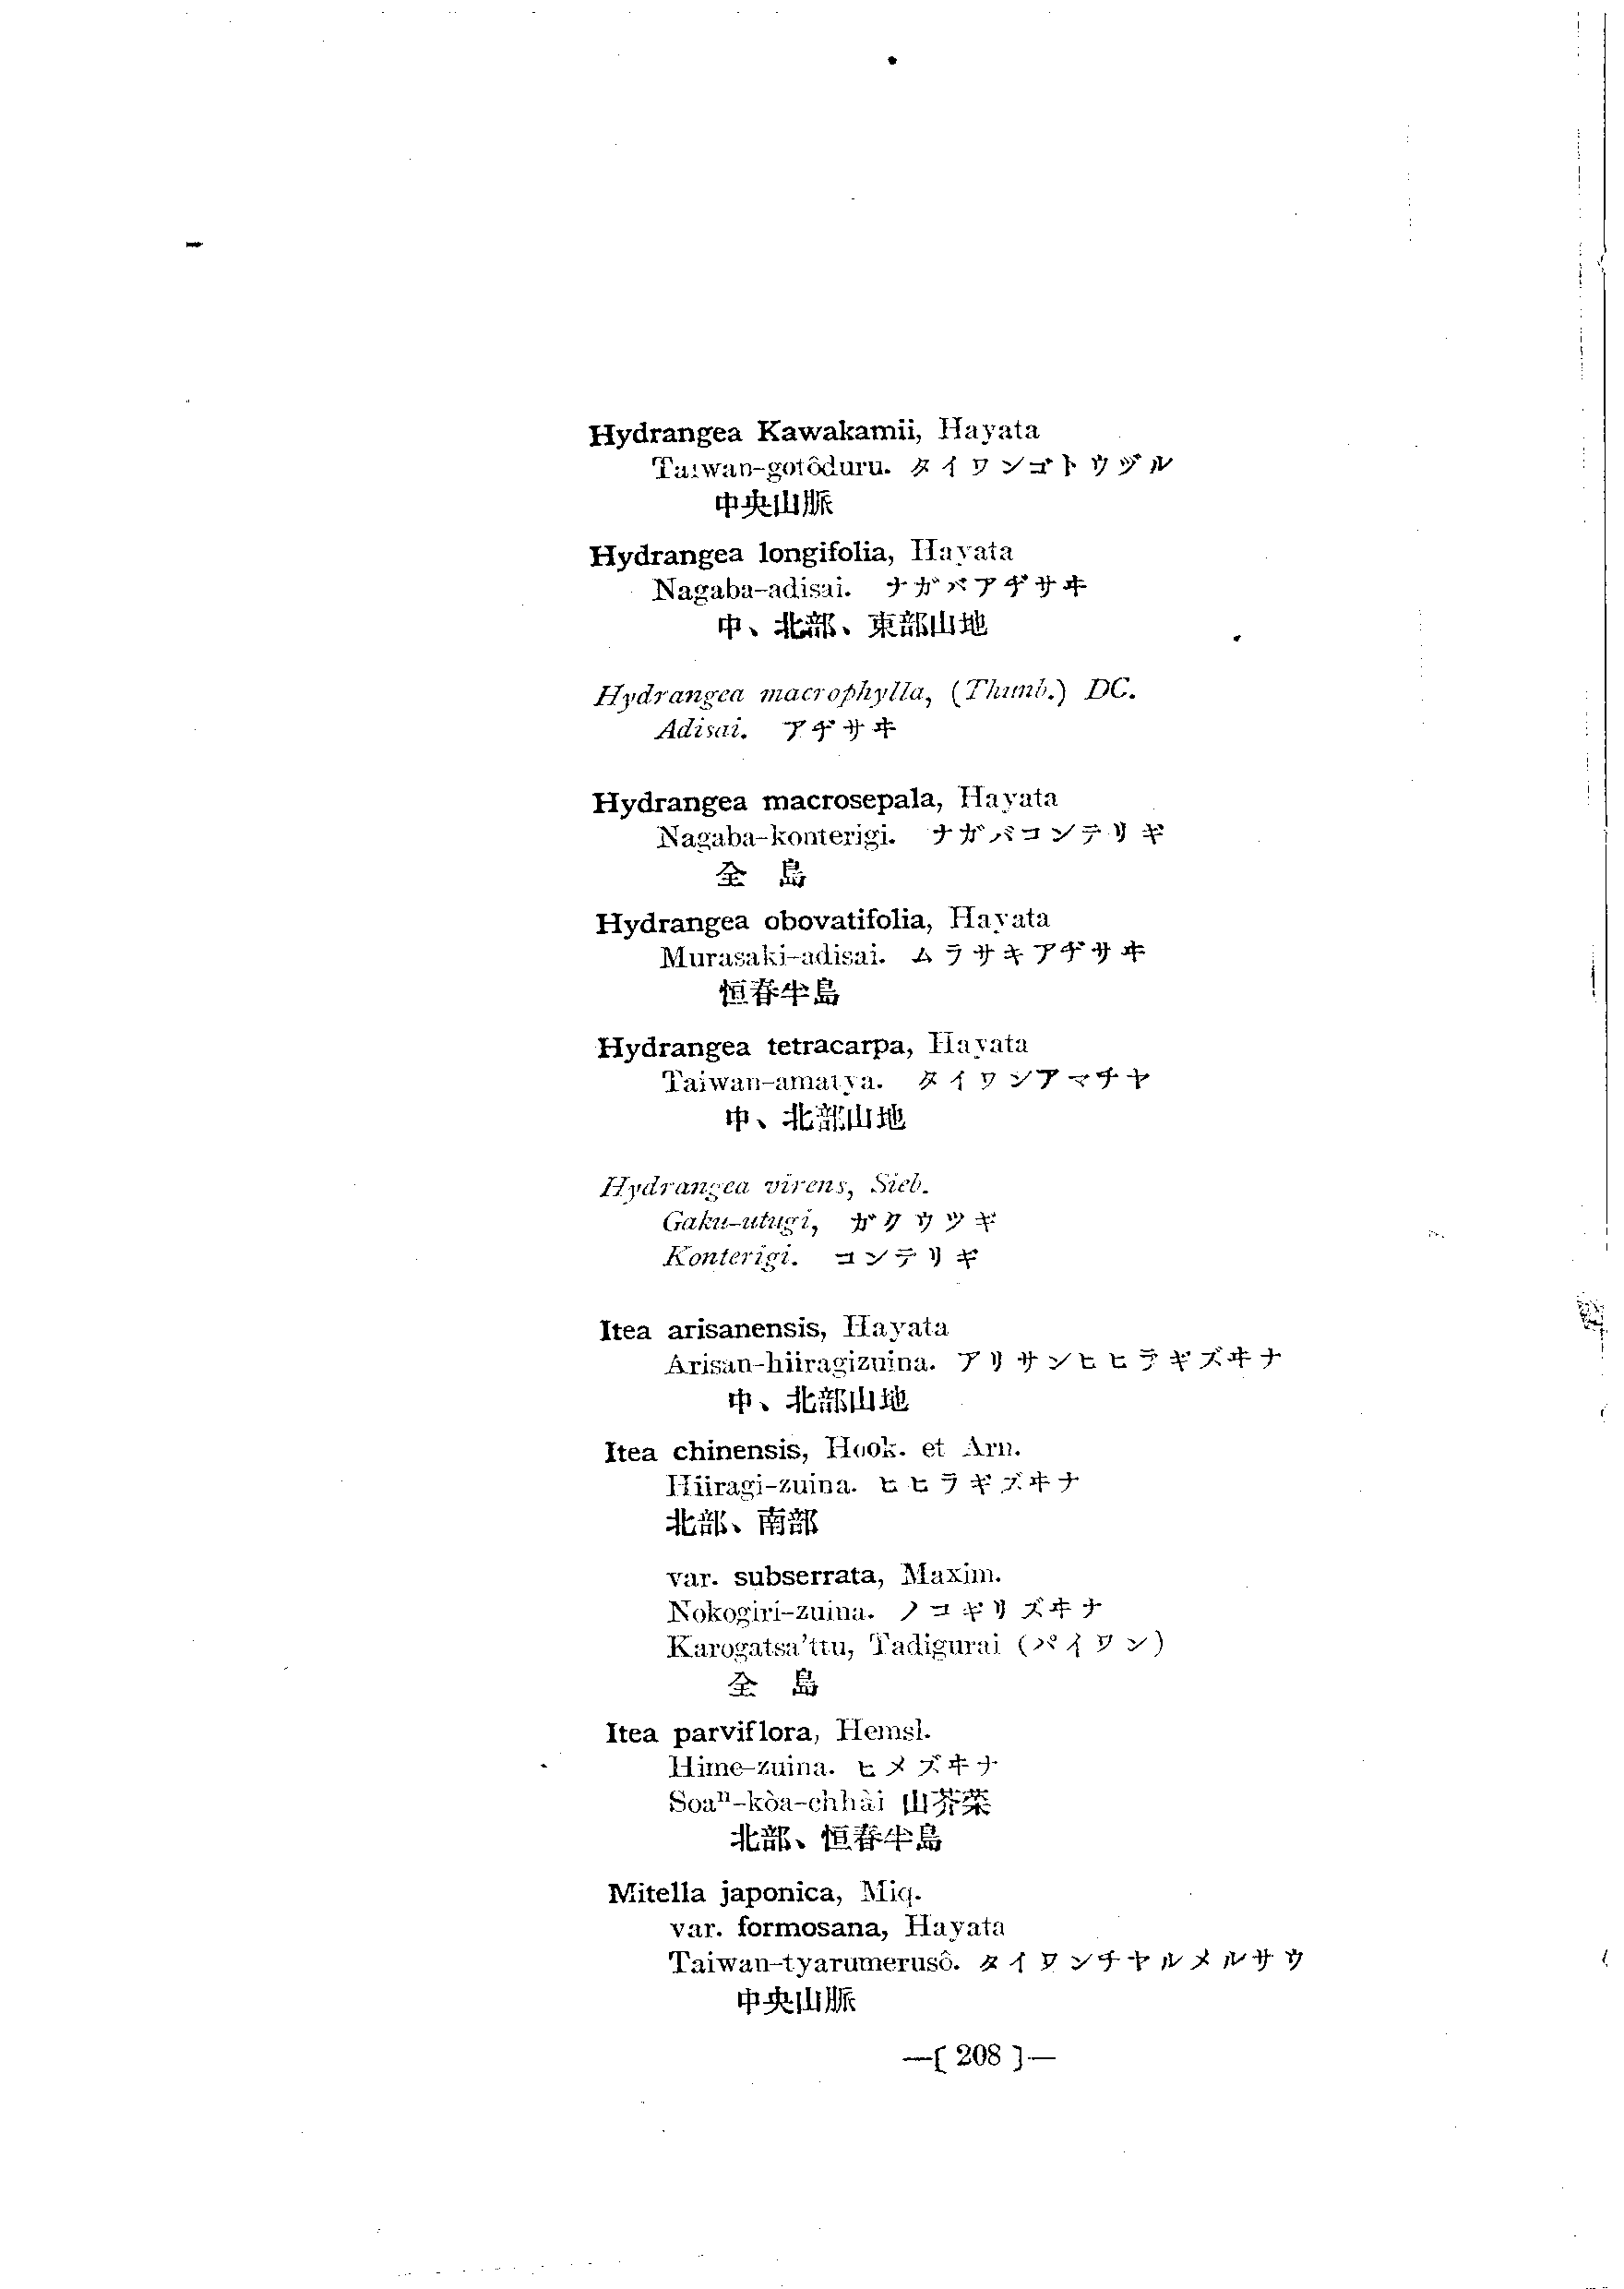 Hydrangea Kawakamii, Hayata
Taiwan-gotôduru. タイワンゴトウヅル
中央山脈
Hydrangea longifolia, Hayata
Nagaba-adisai. ナガバアヂサヰ
中、北部、東部山地
Hydrangea macrophylla, (Thunb.) DC.
Adisai. アヂサヰ
Hydrangea macrosepala, Hayata
Nagaba-konterigi. ナガバコンテリギ
全 島
Hydrangea obovatifolia, Hayata
Murasaki-adisai. ムラサキアヂサヰ
恒春半島
Hydrangea tetracarpa, Hayata
Taiwan-amatya. タイワンアマチヤ
中、北部山地
Hydrangea virens, Sieb.
Gaku-utugi, ガクウツギ
Konterigi. コンテリギ
Itea arisanensis, Hayata
Arisan-hiiragizuina. アリサンヒヒラギズヰナ
中、北部山地
Itea chinensis, Hook. et Arn.
Hiiragi-zuina. ヒヒラギズヰナ
北部、南部
var. subserrata, Maxim.
Nokogiri-zuina. ノコギリズヰナ
Karogatsa'ttu, Tadigurai (パイワン)
全 島
Itea parviflora, Hemsl.
Hime-zuina. ヒメズヰナ
Soaⁿ-kòa-chhài 山芥菜
北部、恒春半島
Mitella japonica, Miq.
var. formosana, Hayata
Taiwan-tyarumerusô. タイワンチヤルメルサウ
中央山脈
—[ 208 ]—